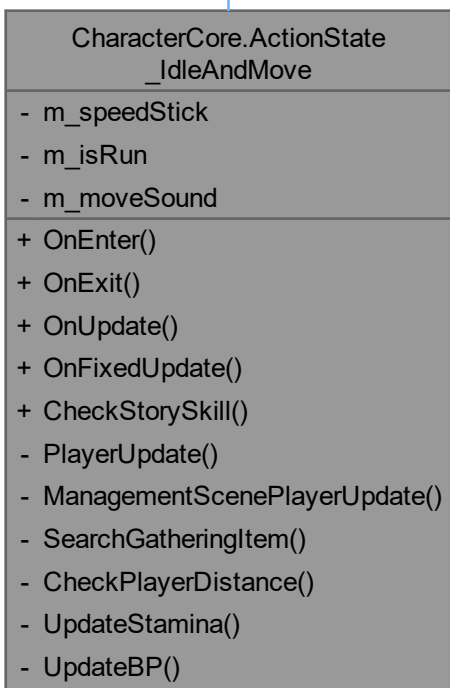 CharacterCore.ActionState
_IdleAndMove
- m_speedStick
- m_isRun
- m_moveSound
+ OnEnter()
+ OnExit()
+ OnUpdate()
+ OnFixedUpdate()
+ CheckStorySkill()
- PlayerUpdate()
- ManagementScenePlayerUpdate()
- SearchGatheringItem()
- CheckPlayerDistance()
- UpdateStamina()
- UpdateBP()